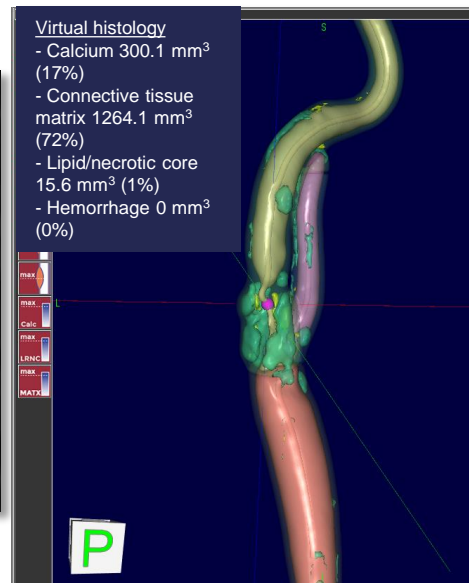 Virtual histology
- Calcium 300.1 mm³
(17%)
- Connective tissue
matrix 1264.1 mm³
(72%)
- Lipid/necrotic core
15.6 mm³ (1%)
- Hemorrhage 0 mm³
(0%)
S
max
L
max
Calc
max
LRNC
max
MATX
P